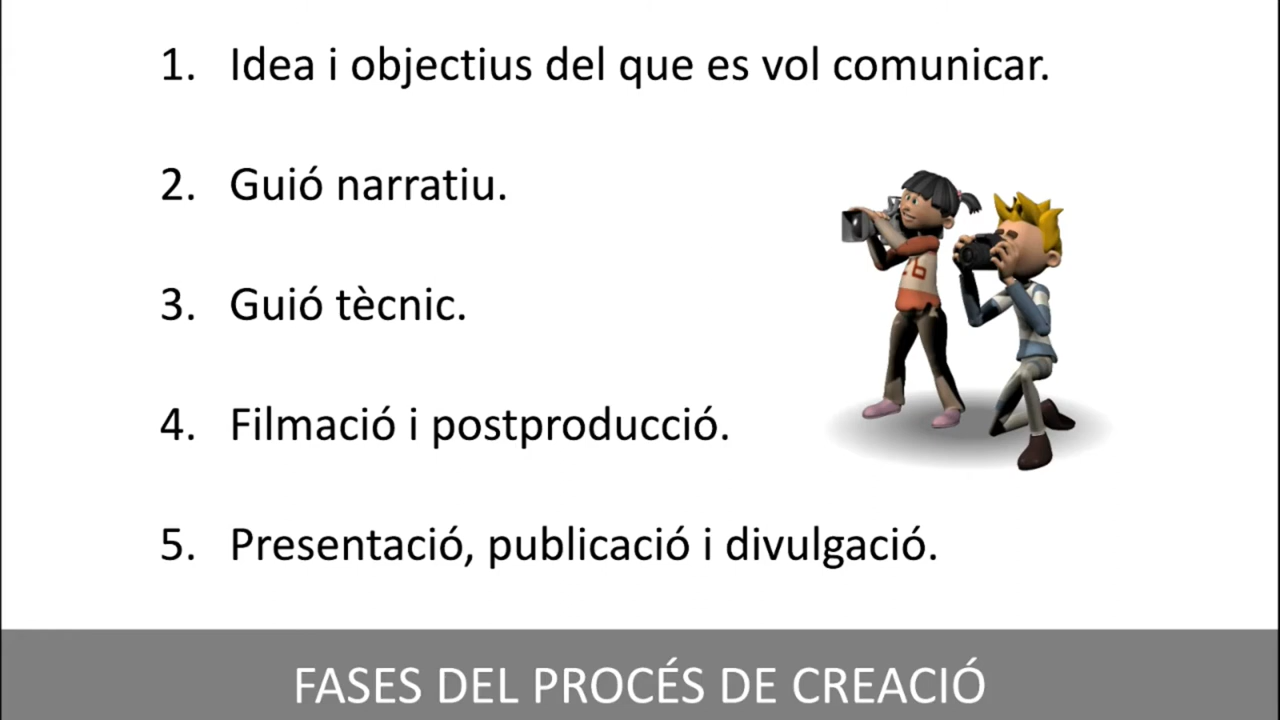 1. Idea i objectius del que es vol comunicar.
2. Guió narratiu.
3. Guió tècnic.
4. Filmació i postproducció.
5. Presentació, publicació i divulgació.
FASES DEL PROCÉS DE CREACIÓ